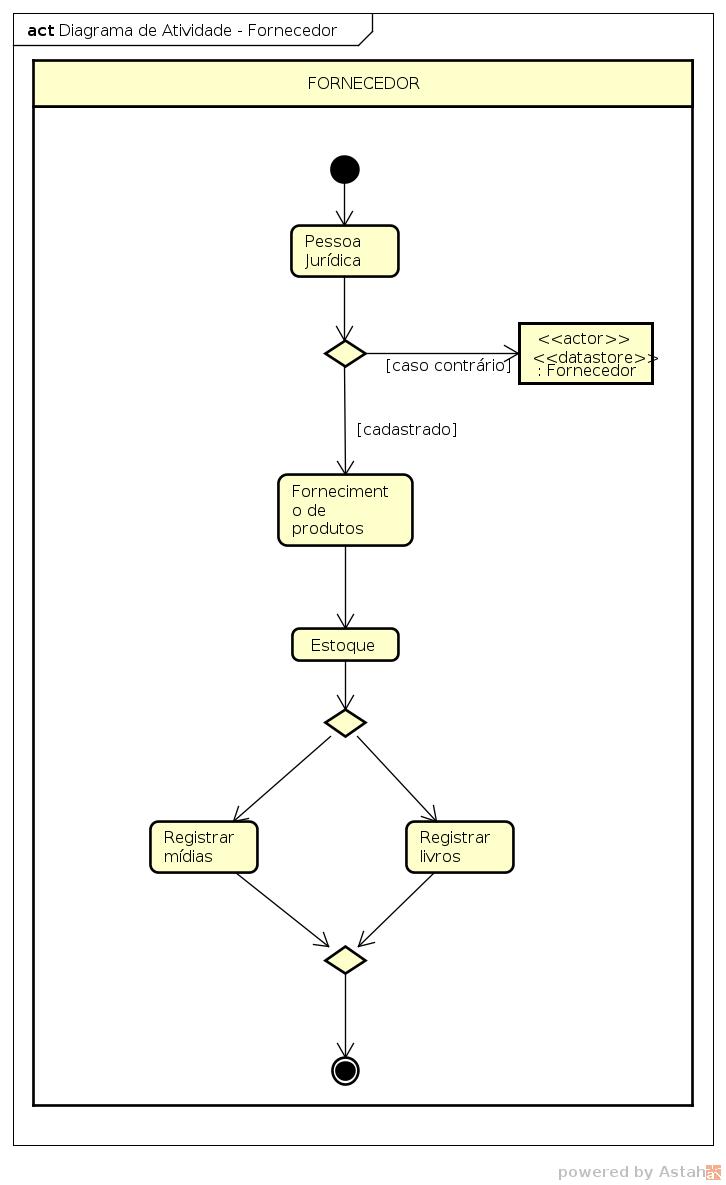 act Diagrama de Atividade - Fornecedor
FORNECEDOR
Pessoa
Jurídica
<<actor>>
<<datastore>>
: Fornecedor
[caso contrário]
[cadastrado]
Forneciment
o de
produtos
Estoque
Registrar
mídias
Registrar
livros
powered by Astah